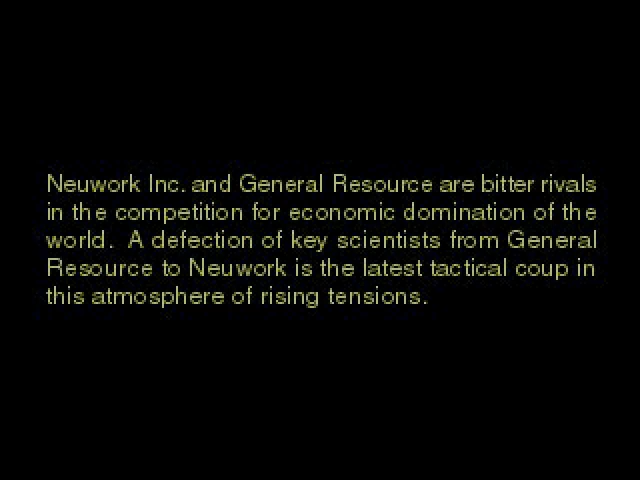 Neuwork Inc. and General Resource are bitter rivals
in the competition for economic domination of the
world.  A defection of key scientists from General
Resource to Neuwork is the latest tactical coup in
this atmosphere of rising tensions.